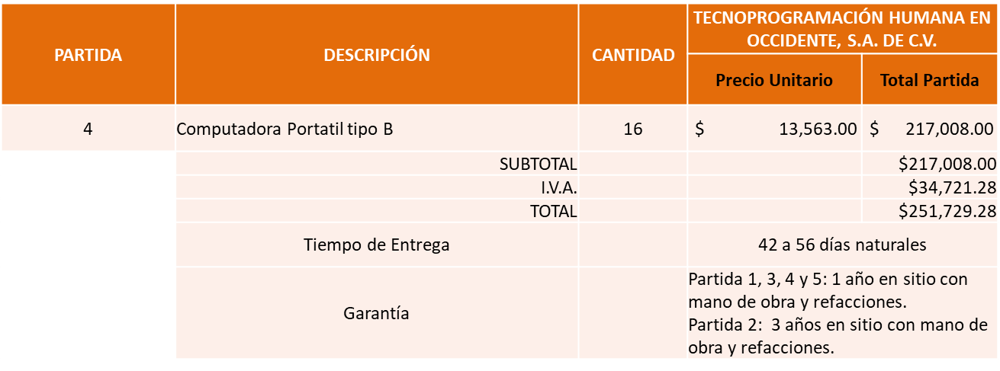 PARTIDA
DESCRIPCIÓN
CANTIDAD
TECNOPROGRAMACIÓN HUMANA EN
OCCIDENTE, S.A. DE C.V.
Precio Unitario
Total Partida
4
Computadora Portatil tipo B
16
$ 13,563.00
$ 217,008.00
SUBTOTAL
$217,008.00
I.V.A.
$34,721.28
TOTAL
$251,729.28
Tiempo de Entrega
42 a 56 días naturales
Garantía
Partida 1, 3, 4 y 5: 1 año en sitio con
mano de obra y refacciones.
Partida 2:  3 años en sitio con mano de
obra y refacciones.